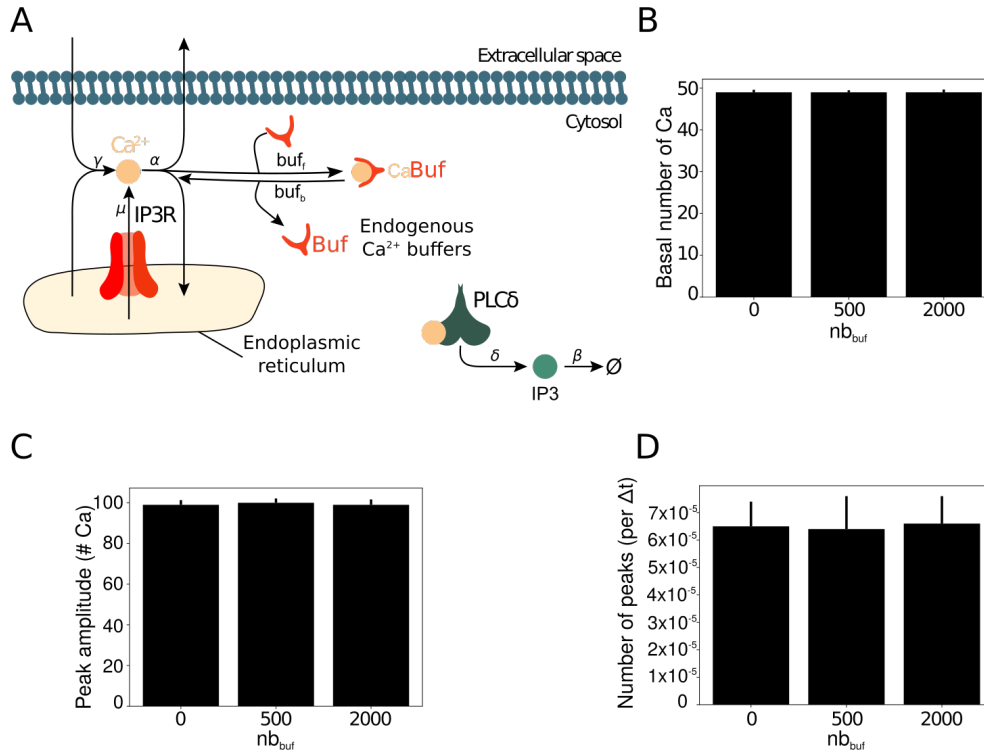 A
Extracellular space
Cytosol
Ca²⁺
γ
α
buf_f
buf_b
CaBuf
μ
IP3R
Buf
Endogenous
Ca²⁺ buffers
PLCδ
Endoplasmic
reticulum
δ
β
Ø
IP3
B
Basal number of Ca
50
40
30
20
10
0
0 500 2000
nb_buf
C
Peak amplitude (# Ca)
100
80
60
40
20
0
0 500 2000
nb_buf
D
Number of peaks (per Δt)
7x10⁻⁵
6x10⁻⁵
5x10⁻⁵
4x10⁻⁵
3x10⁻⁵
2x10⁻⁵
1x10⁻⁵
0
0 500 2000
nb_buf